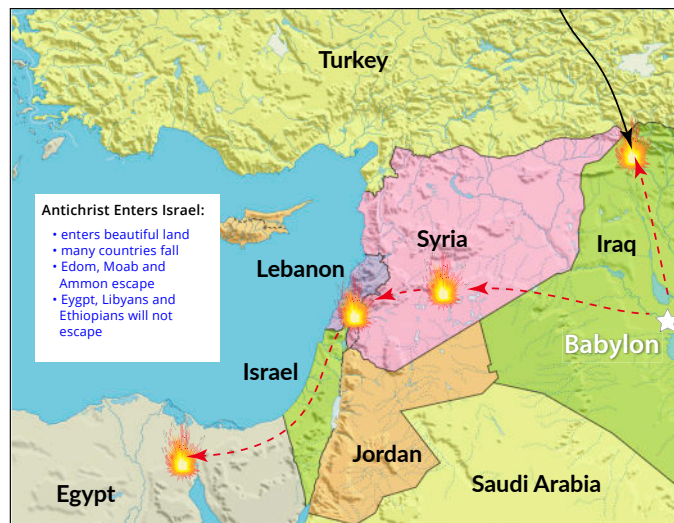 Turkey
Antichrist Enters Israel:
• enters beautiful land
• many countries fall
• Edom, Moab and
Ammon escape
• Eygpt, Libyans and
Ethiopians will not
escape
Syria
Iraq
Lebanon
Babylon
Israel
Jordan
Egypt
Saudi Arabia